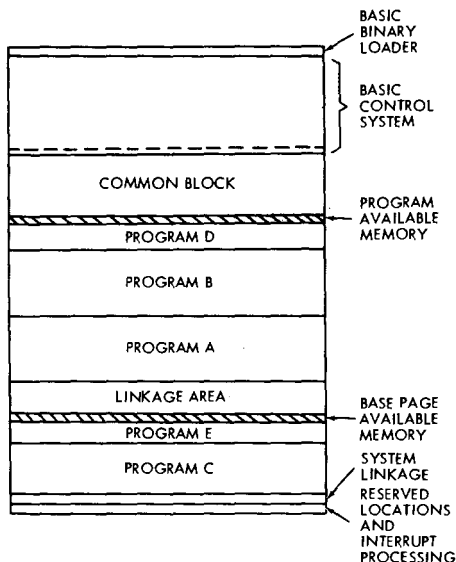 BASIC
BINARY
LOADER
BASIC
CONTROL
SYSTEM
COMMON BLOCK
PROGRAM
AVAILABLE
MEMORY
PROGRAM D
PROGRAM B
PROGRAM A
LINKAGE AREA
BASE PAGE
AVAILABLE
MEMORY
PROGRAM E
PROGRAM C
SYSTEM
LINKAGE
RESERVED
LOCATIONS
AND
INTERRUPT
PROCESSING